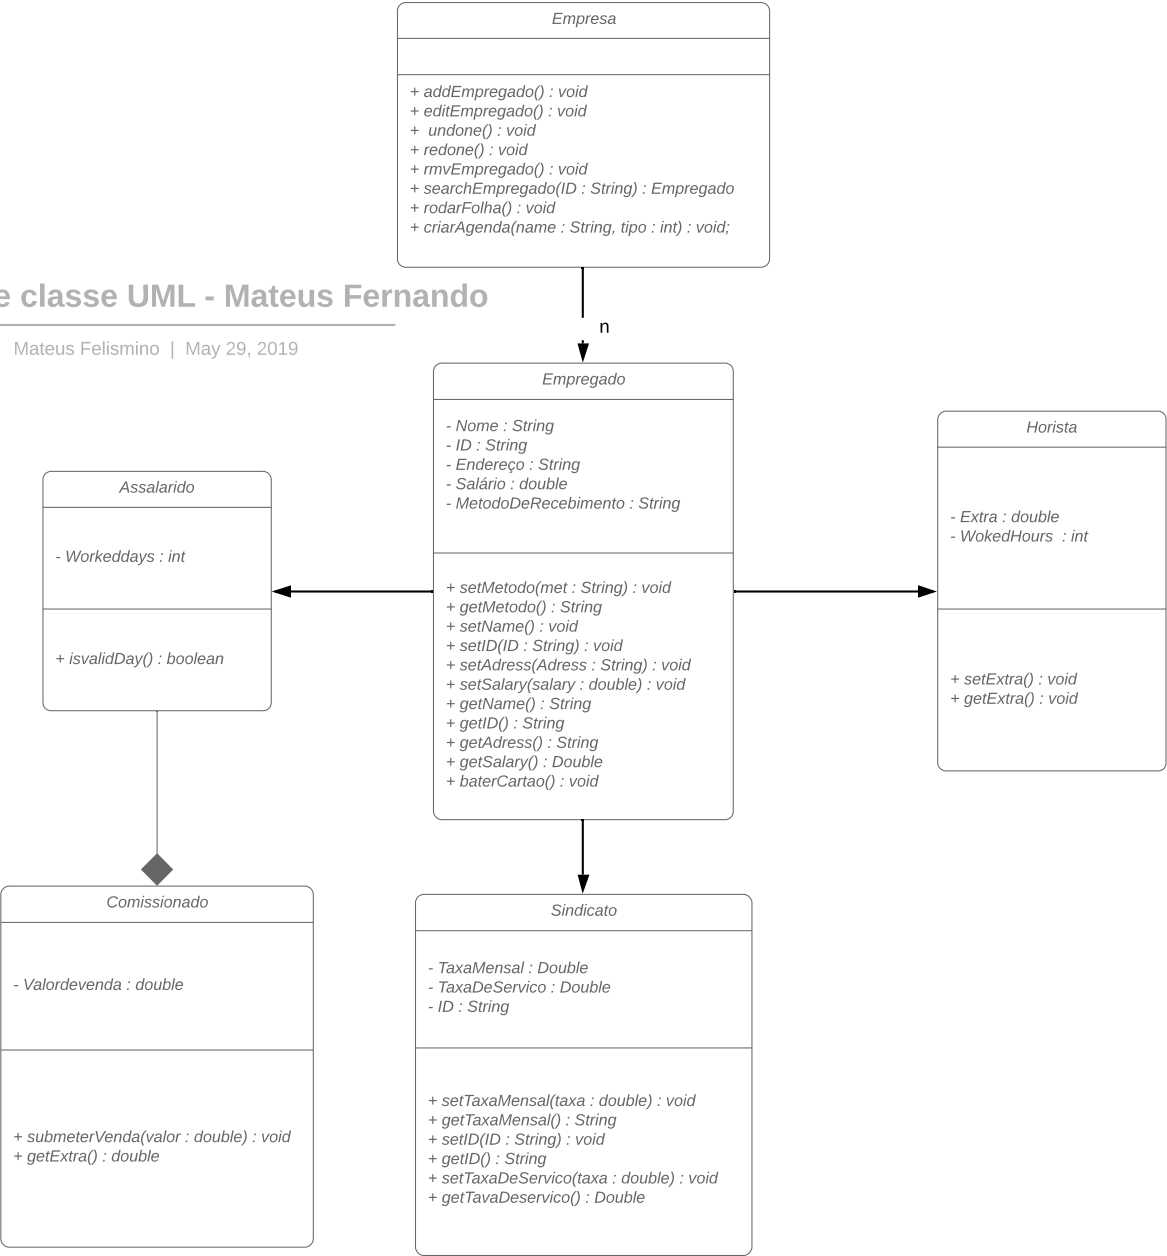 Empresa
+ addEmpregado() : void
+ editEmpregado() : void
+  undone() : void
+ redone() : void
+ rmvEmpregado() : void
+ searchEmpregado(ID : String) : Empregado
+ rodarFolha() : void
+ criarAgenda(name : String, tipo : int) : void;
e classe UML - Mateus Fernando
Mateus Felismino | May 29, 2019
n
Empregado
- Nome : String
- ID : String
- Endereço : String
- Salário : double
- MetodoDeRecebimento : String
+ setMetodo(met : String) : void
+ getMetodo() : String
+ setName() : void
+ setID(ID : String) : void
+ setAdress(Adress : String) : void
+ setSalary(salary : double) : void
+ getName() : String
+ getID() : String
+ getAdress() : String
+ getSalary() : Double
+ baterCartao() : void
Horista
- Extra : double
- WokedHours  : int
+ setExtra() : void
+ getExtra() : void
Assalarido
- Workeddays : int
+ isvalidDay() : boolean
Comissionado
- Valordevenda : double
+ submeterVenda(valor : double) : void
+ getExtra() : double
Sindicato
- TaxaMensal : Double
- TaxaDeServico : Double
- ID : String
+ setTaxaMensal(taxa : double) : void
+ getTaxaMensal() : String
+ setID(ID : String) : void
+ getID() : String
+ setTaxaDeServico(taxa : double) : void
+ getTavaDeservico() : Double